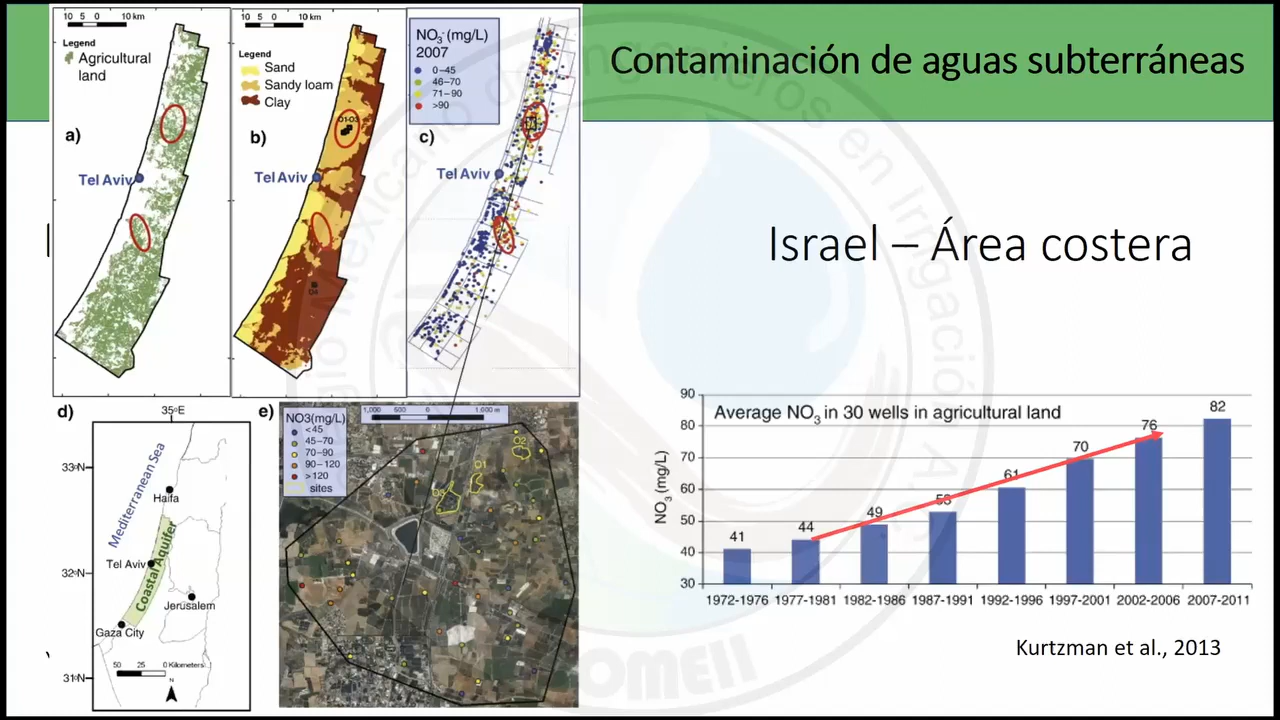 Contaminación de aguas subterráneas
Israel – Área costera
10 5 0 10 km
Legend
Agricultural
land
a)
Tel Aviv
10 5 0 10 km
Legend
Sand
Sandy loam
Clay
O1-O3
b)
Tel Aviv
O4
NO3- (mg/L)
2007
0–45
46–70
71–90
>90
c)
Tel Aviv
d)
35°E
33°N
32°N
31°N
Mediterranean Sea
Haifa
Tel Aviv
Coastal Aquifer
Jerusalem
Gaza City
50 25 0 Kilometers
N
e)
NO3(mg/L)
<45
45–70
70–90
90–120
>120
sites
1,000 500 0 1,000 m
O2
O1
O3
Average NO3 in 30 wells in agricultural land
NO3 (mg/L)
90
80
70
60
50
40
30
41
44
49
53
61
70
76
82
1972-1976 1977-1981 1982-1986 1987-1991 1992-1996 1997-2001 2002-2006 2007-2011
Kurtzman et al., 2013